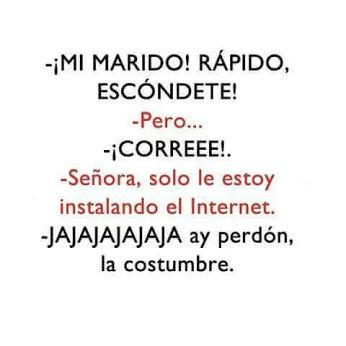 -¡MI MARIDO! RÁPIDO,
ESCÓNDETE!
-Pero...
-¡CORREEE!.
-Señora, solo le estoy
instalando el Internet.
-JAJAJAJAJAJA ay perdón,
la costumbre.